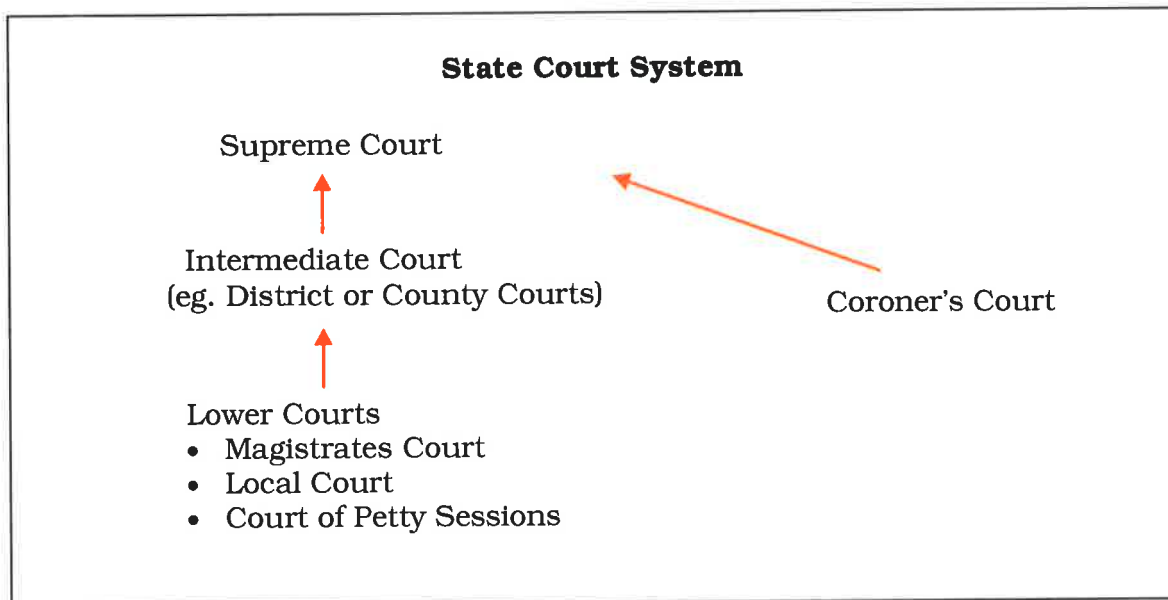 State Court System
Supreme Court
Intermediate Court
(eg. District or County Courts)
Coroner's Court
Lower Courts
• Magistrates Court
• Local Court
• Court of Petty Sessions